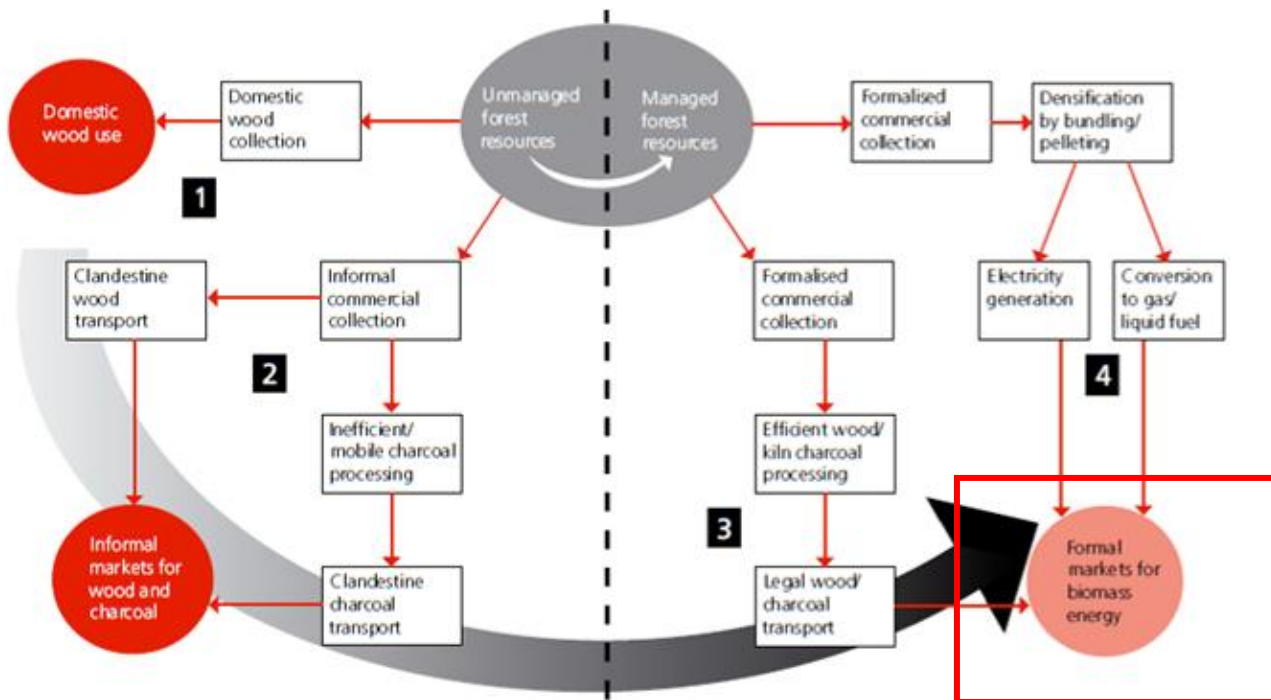 Domestic
wood use
Domestic
wood
collection
Unmanaged
forest
resources
Managed
forest
resources
Formalised
commercial
collection
Densification
by bundling/
pelleting
1
Clandestine
wood
transport
Informal
commercial
collection
Formalised
commercial
collection
Electricity
generation
Conversion
to gas/
liquid fuel
2
4
Inefficient/
mobile charcoal
processing
Efficient wood/
kiln charcoal
processing
3
Informal
markets for
wood and
charcoal
Clandestine
charcoal
transport
Legal wood/
charcoal
transport
Formal
markets for
biomass
energy